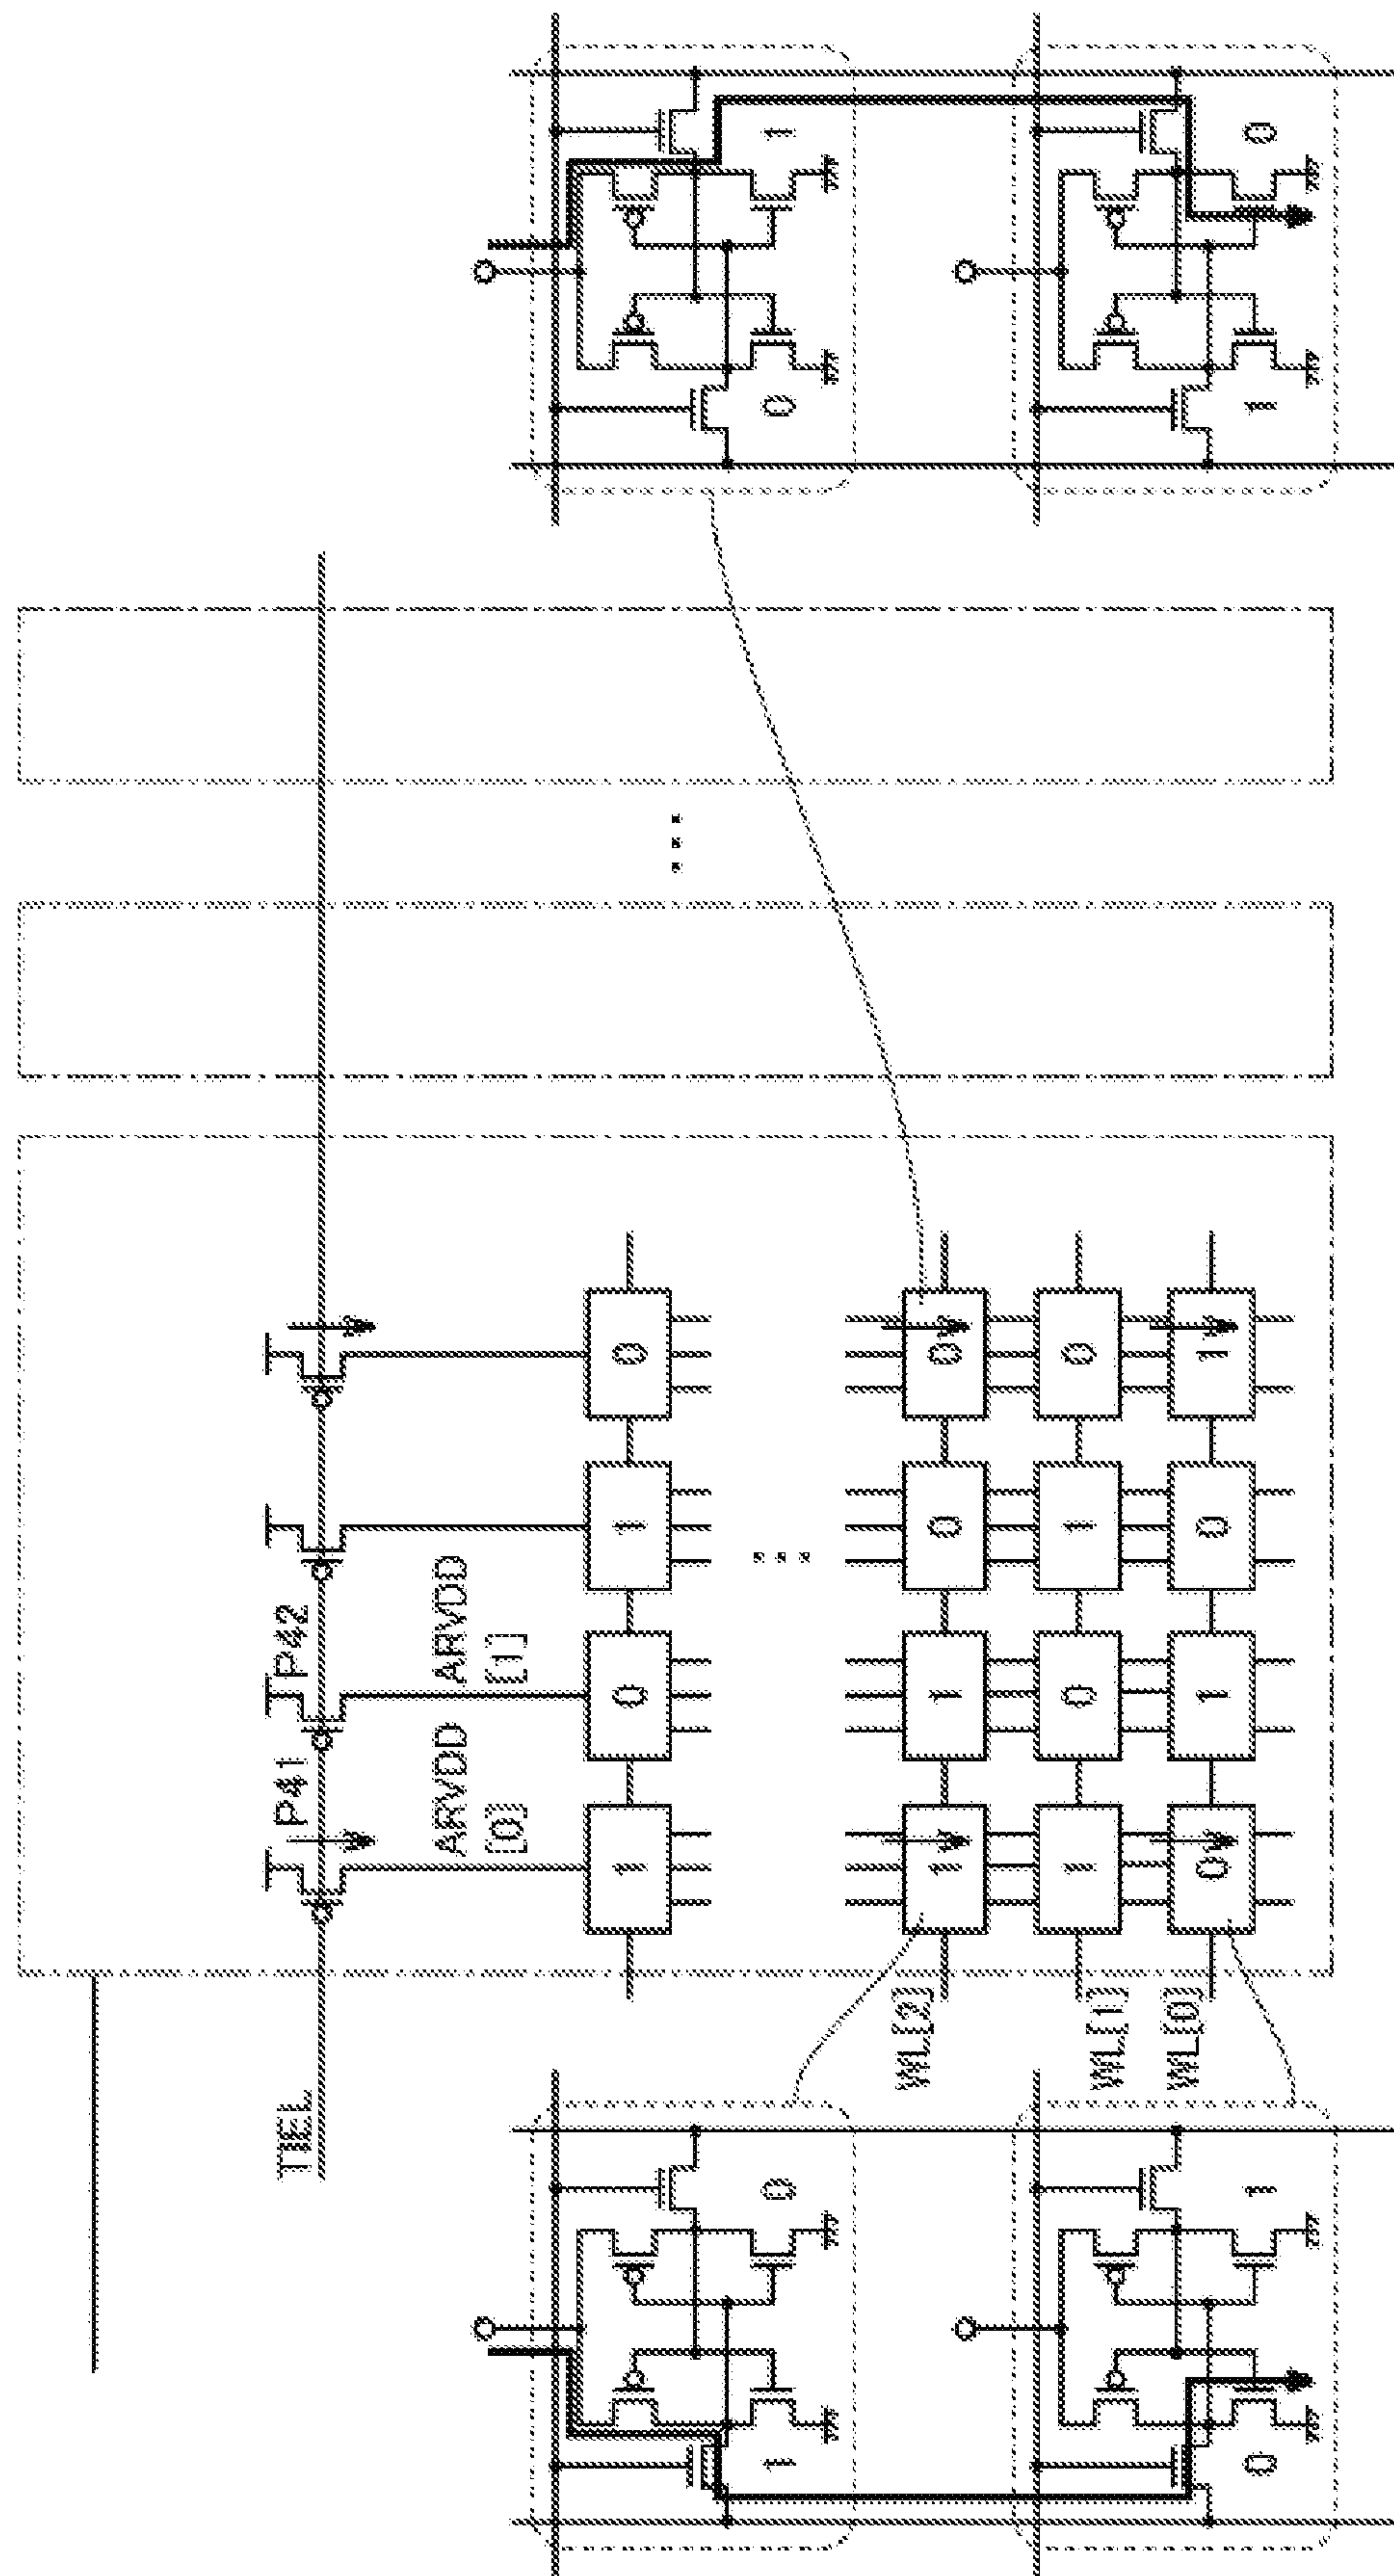 TIEL
P41
P42
ARVDD
[0]
ARVDD
[1]
1 0 1 0
1 0
0 1
WL[2] 1 1 0 0
WL[1] 1 0 1 0
WL[0] 0 1 0 1
0 1
1 0